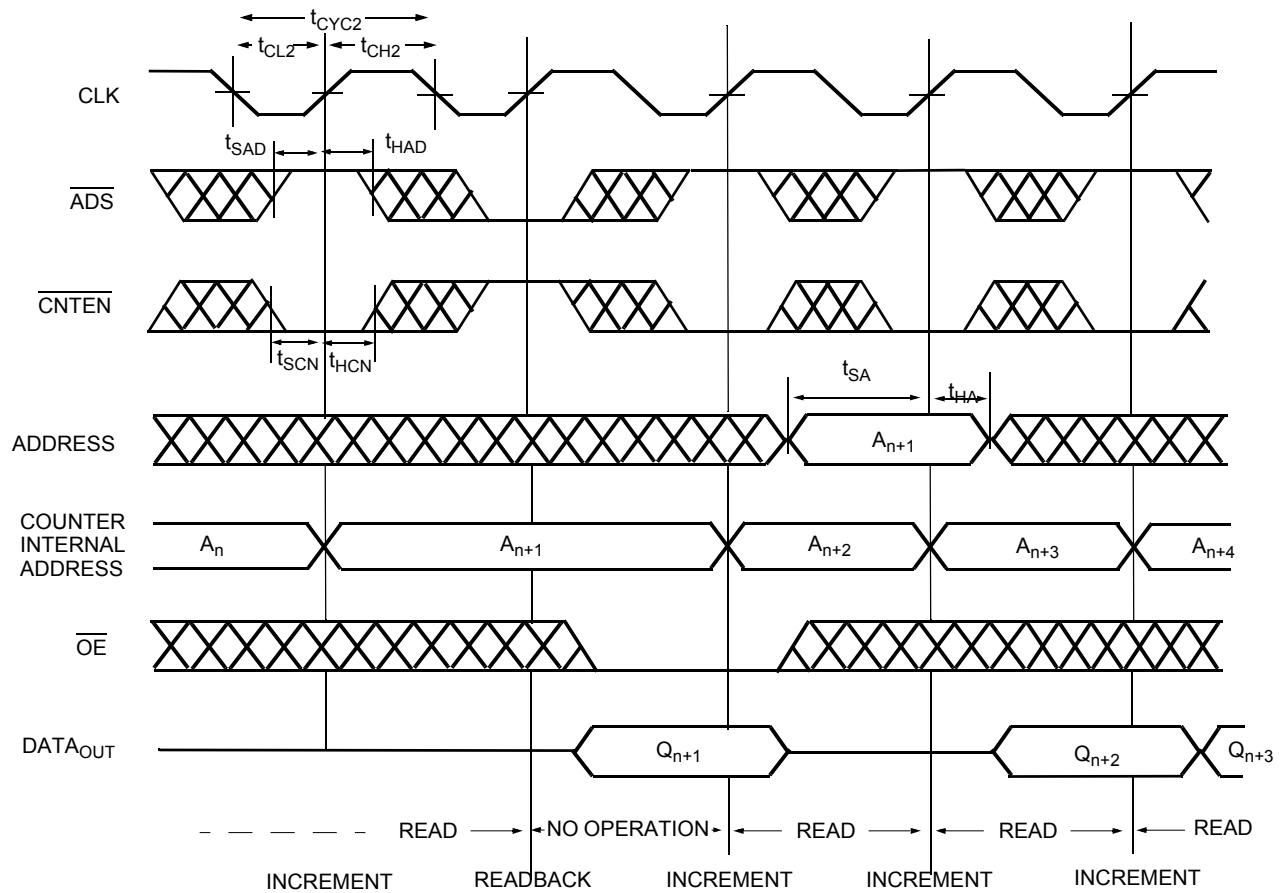 tCYC2
tCL2 tCH2
CLK
tSAD tHAD
ADS
CNTEN
tSCN tHCN
tSA
tHA
ADDRESS An+1
COUNTER
INTERNAL
ADDRESS
An An+1 An+2 An+3 An+4
OE
DATAOUT Qn+1 Qn+2 Qn+3
READ NO OPERATION READ READ READ
INCREMENT READBACK INCREMENT INCREMENT INCREMENT